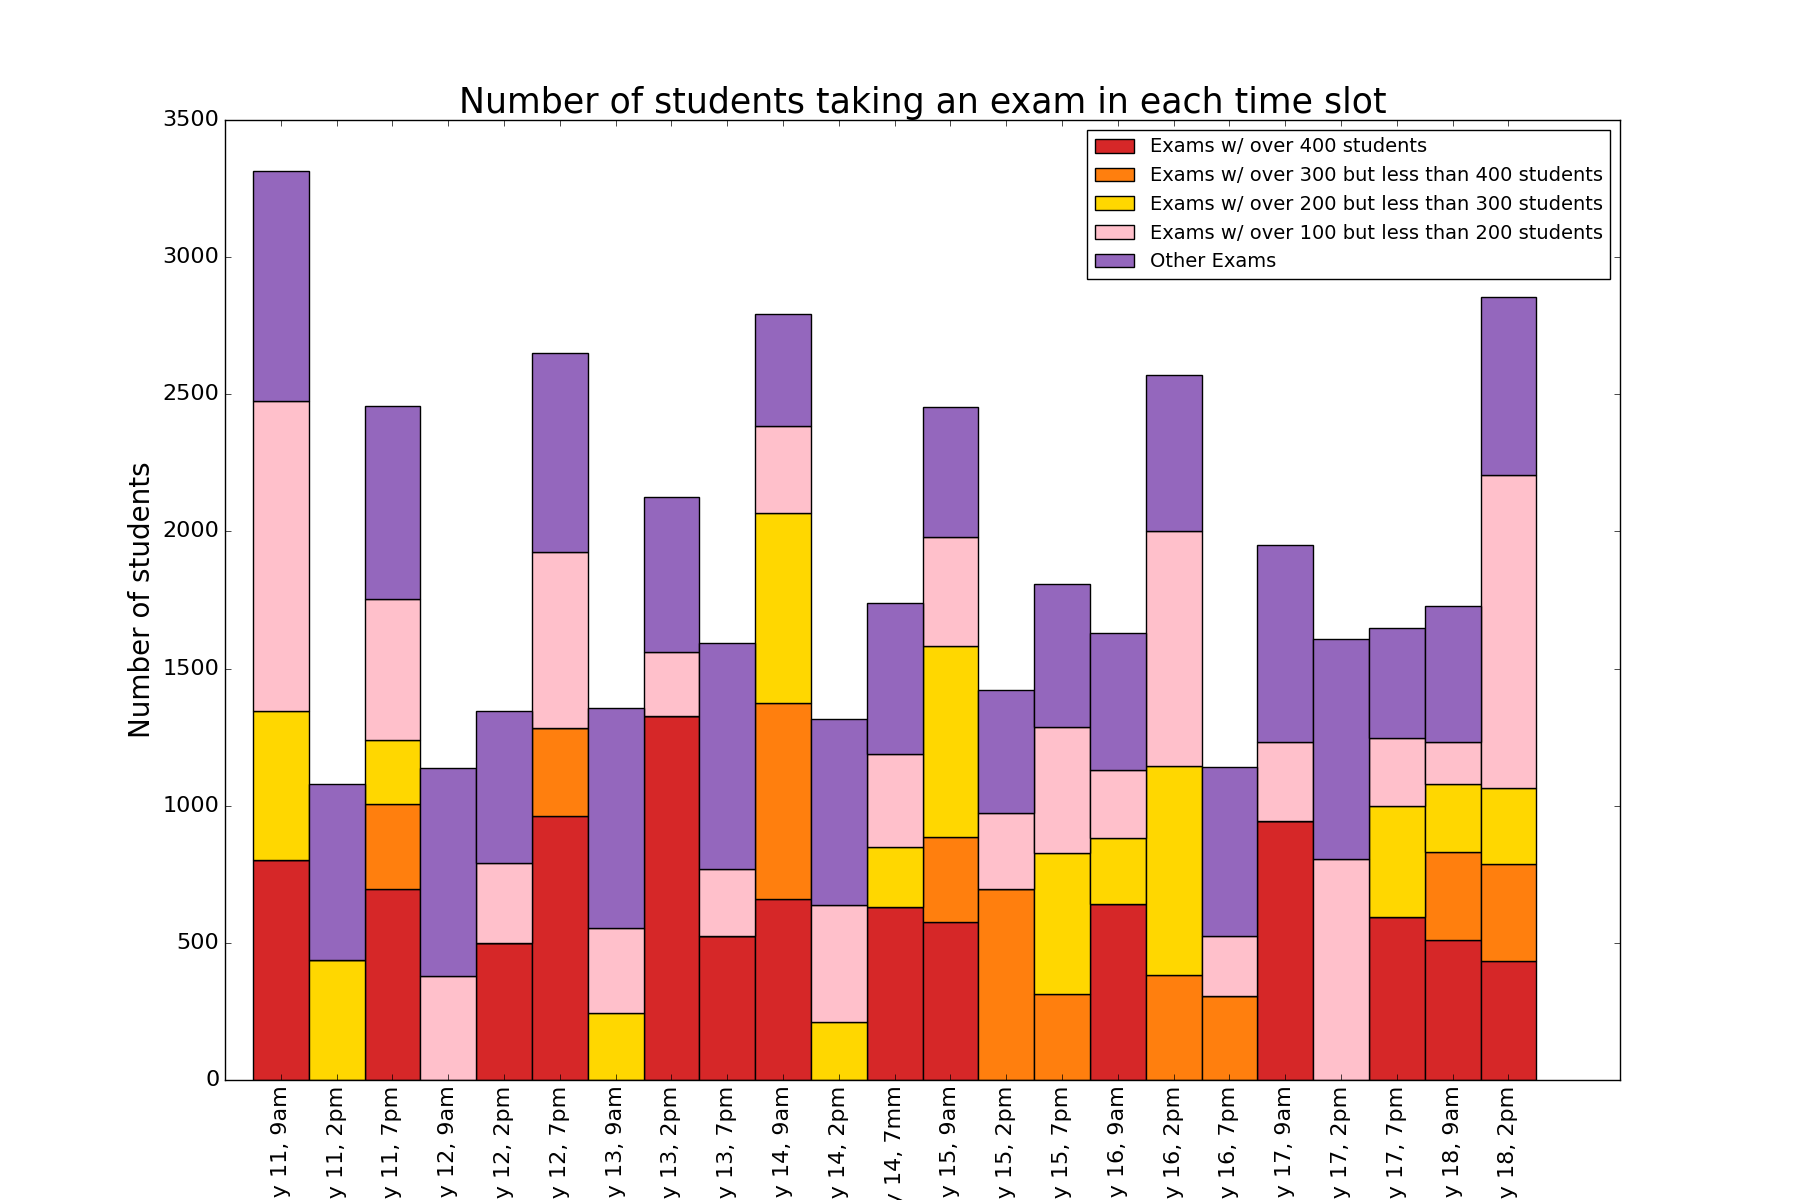 Number of students taking an exam in each time slot
3500
3000
2500
2000
1500
1000
500
0
Number of students
Exams w/ over 400 students
Exams w/ over 300 but less than 400 students
Exams w/ over 200 but less than 300 students
Exams w/ over 100 but less than 200 students
Other Exams
y 11, 9am
y 11, 2pm
y 11, 7pm
y 12, 9am
y 12, 2pm
y 12, 7pm
y 13, 9am
y 13, 2pm
y 13, 7pm
y 14, 9am
y 14, 2pm
y 14, 7mm
y 15, 9am
y 15, 2pm
y 15, 7pm
y 16, 9am
y 16, 2pm
y 16, 7pm
y 17, 9am
y 17, 2pm
y 17, 7pm
y 18, 9am
y 18, 2pm